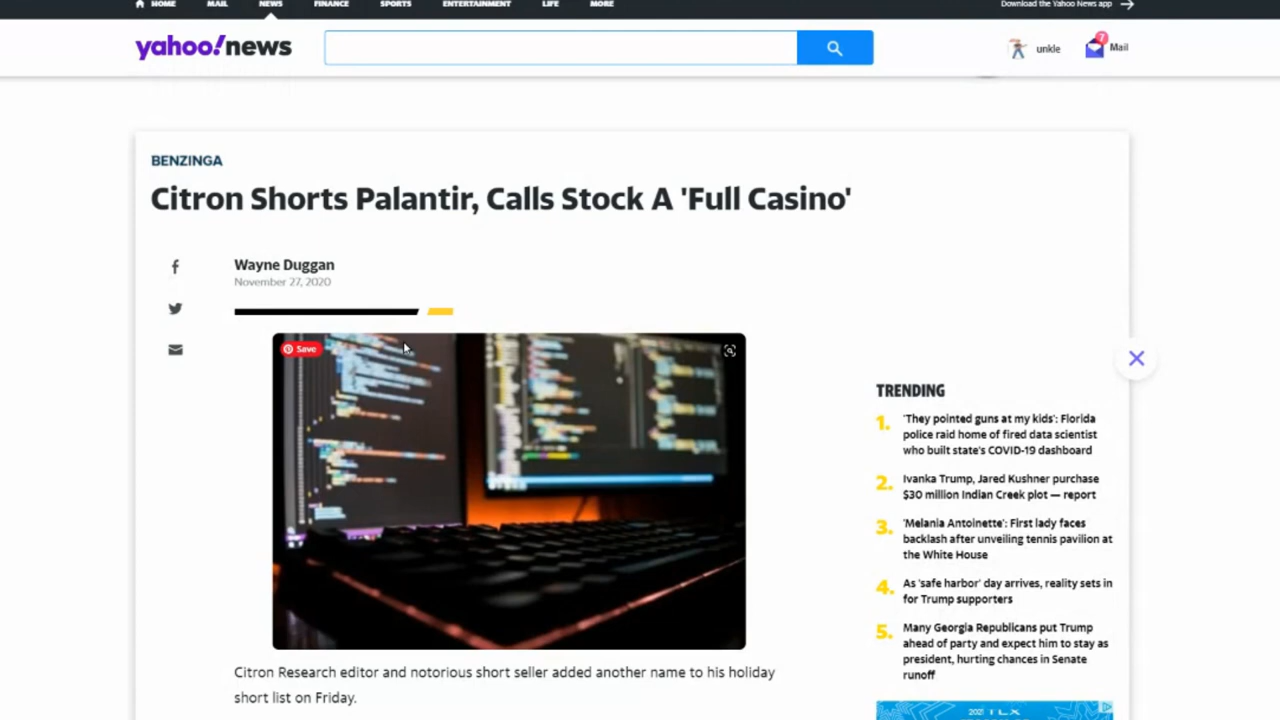 HOME MAIL NEWS FINANCE SPORTS ENTERTAINMENT LIFE MORE Download the Yahoo News app
yahoo!news
unkle
7
Mail
BENZINGA
Citron Shorts Palantir, Calls Stock A 'Full Casino'
Wayne Duggan
November 27, 2020
Save
Citron Research editor and notorious short seller added another name to his holiday
short list on Friday.
TRENDING
1. 'They pointed guns at my kids': Florida
police raid home of fired data scientist
who built state's COVID-19 dashboard
2. Ivanka Trump, Jared Kushner purchase
$30 million Indian Creek plot — report
3. 'Melania Antoinette': First lady faces
backlash after unveiling tennis pavilion at
the White House
4. As 'safe harbor' day arrives, reality sets in
for Trump supporters
5. Many Georgia Republicans put Trump
ahead of party and expect him to stay as
president, hurting chances in Senate
runoff
2021 TLX